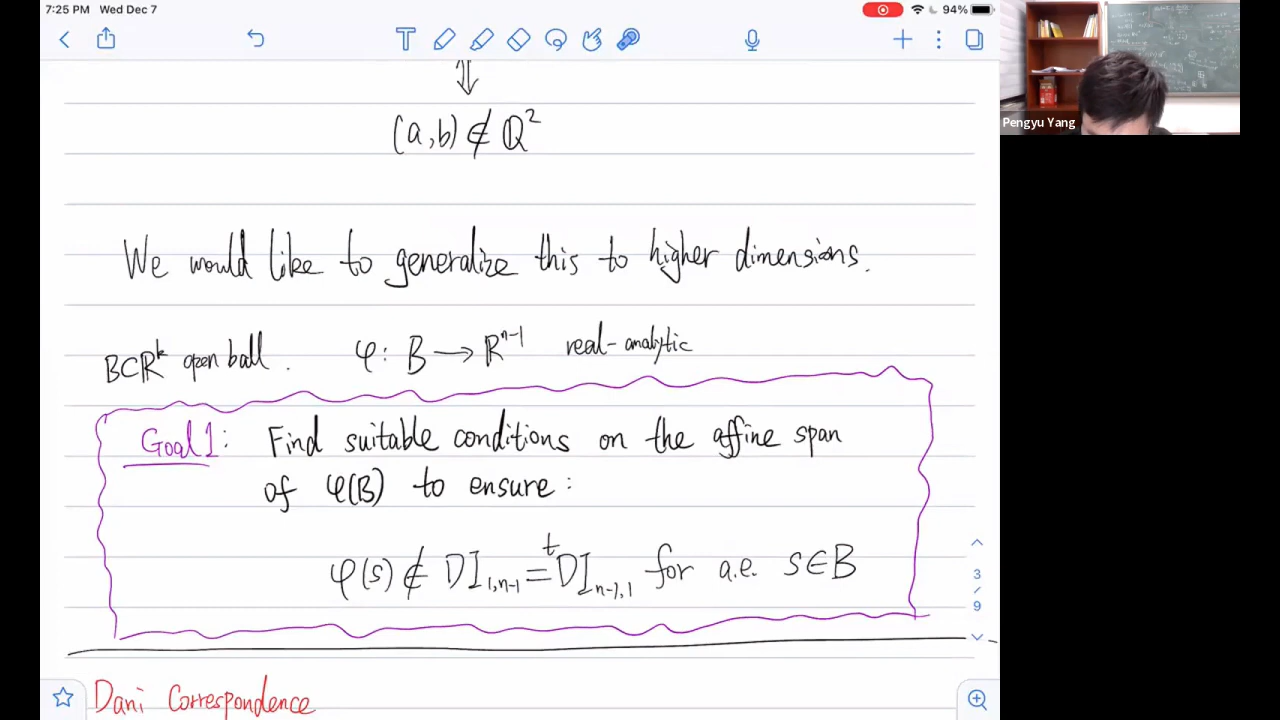 7:25 PM Wed Dec 7
94%
⇓
(a,b) ∉ ℚ²
We would like to generalize this to higher dimensions.
B⊂ℝᵏ open ball. φ: B ⟶ ℝⁿ⁻¹ real-analytic
Goal 1: Find suitable conditions on the affine span
of φ(B) to ensure:
φ(s) ∉ DI₁,ₙ₋₁ = ᵗDIₙ₋₁,₁ for a.e. s∈B
3
/
9
Dani Correspondence
Pengyu Yang